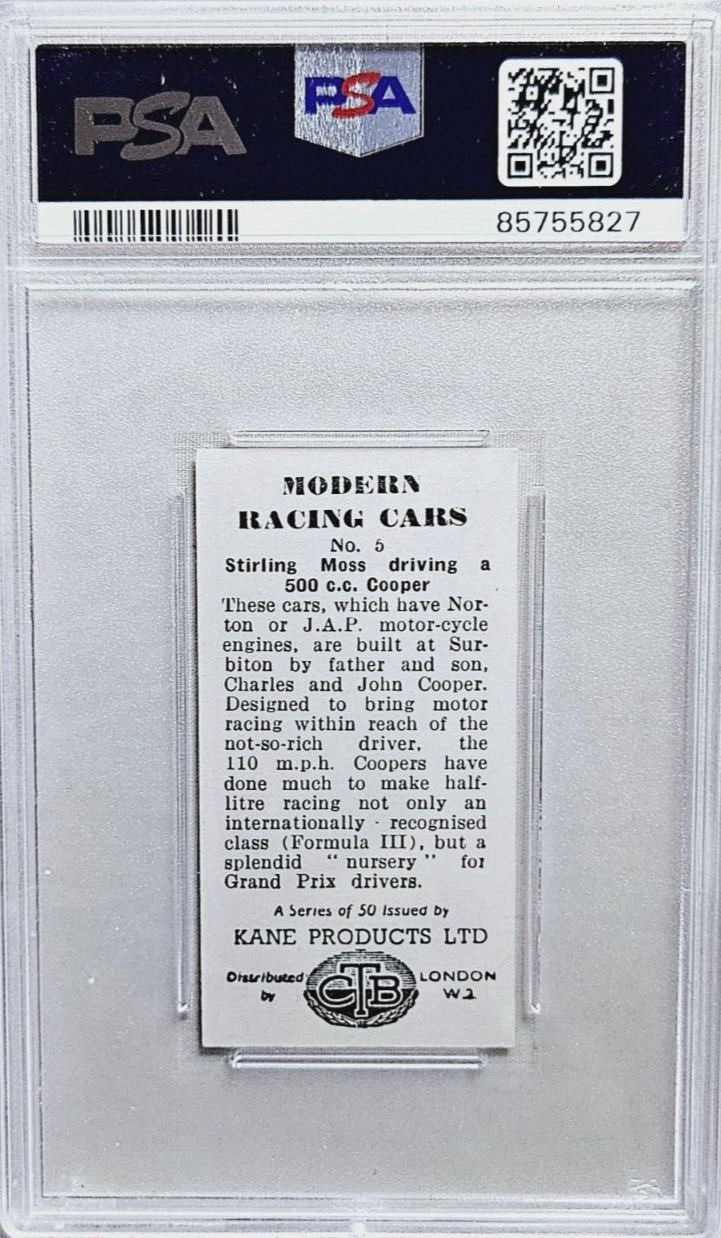 PSA
PSA
85755827
MODERN
RACING CARS
No. 5
Stirling Moss driving a
500 c.c. Cooper
These cars, which have Nor-
ton or J.A.P. motor-cycle
engines, are built at Sur-
biton by father and son,
Charles and John Cooper.
Designed to bring motor
racing within reach of the
not-so-rich driver, the
110 m.p.h. Coopers have
done much to make half-
litre racing not only an
internationally - recognised
class (Formula III), but a
splendid " nursery " for
Grand Prix drivers.
A Series of 50 Issued by
KANE PRODUCTS LTD
Distributed by CTB LONDON W2